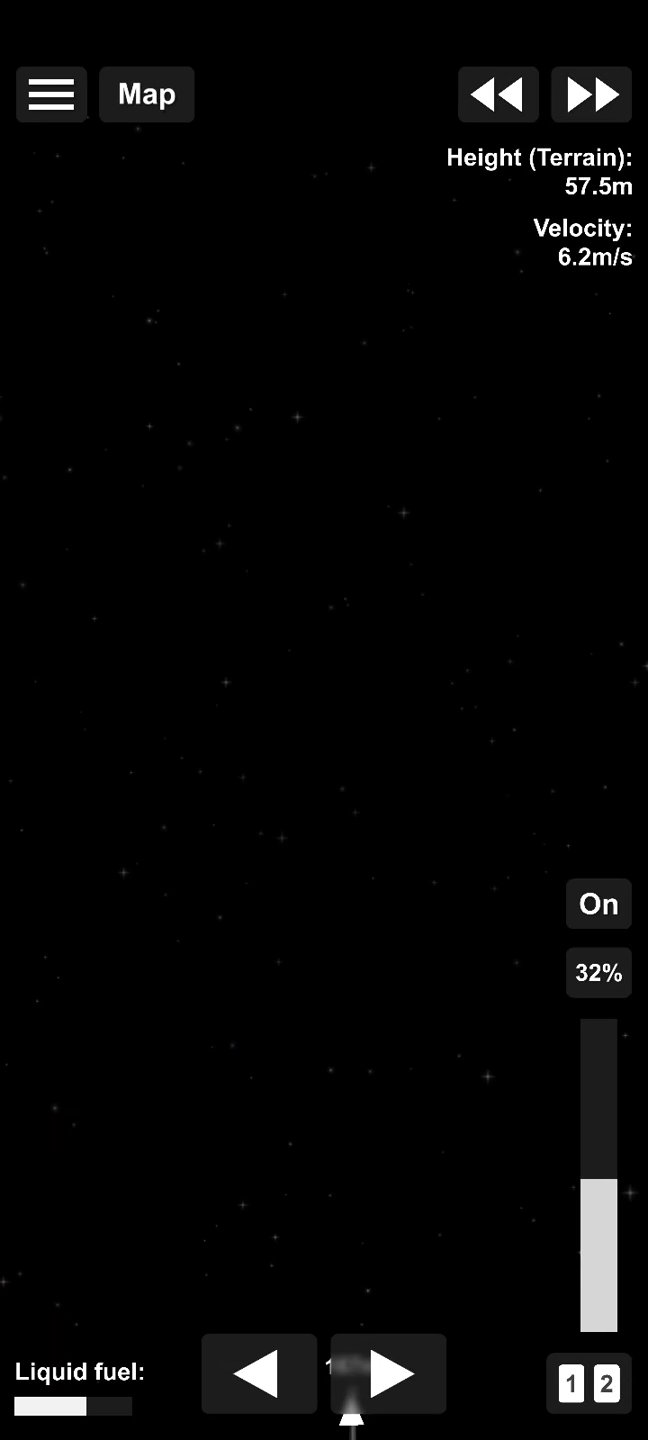 Map
Height (Terrain):
57.5m
Velocity:
6.2m/s
On
32%
Liquid fuel:
1 2